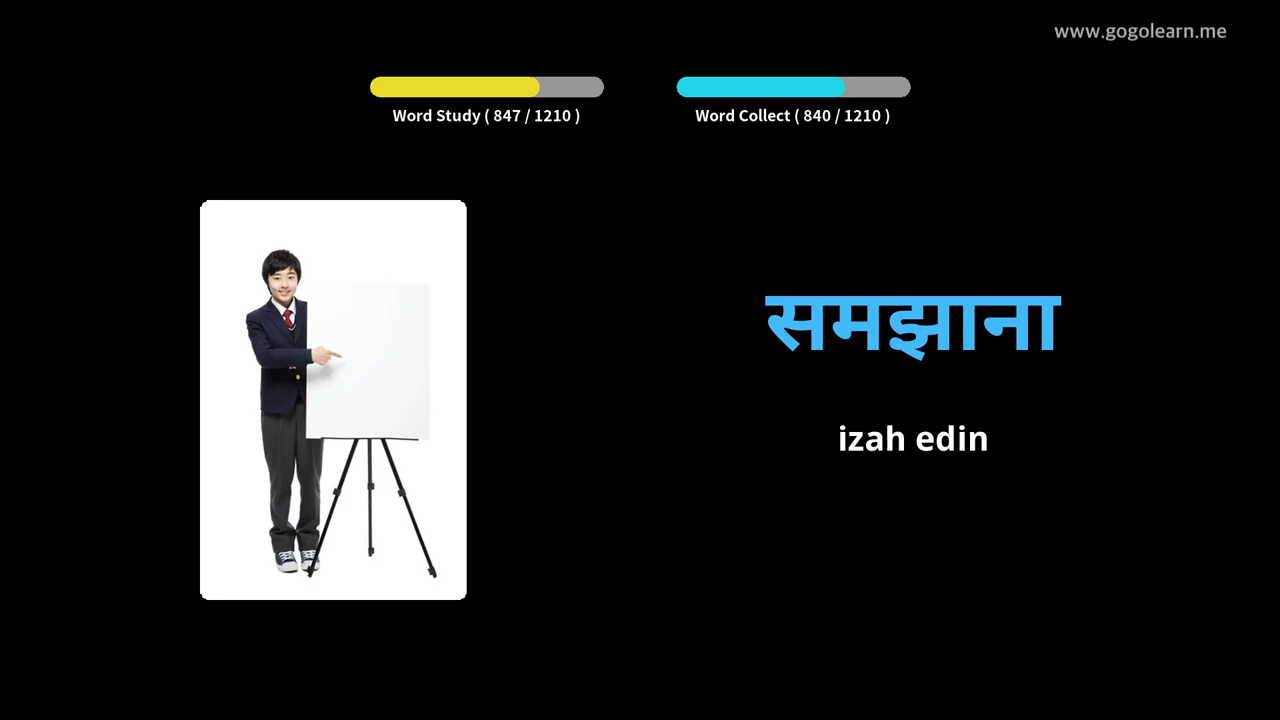 www.gogolearn.me
Word Study ( 847 / 1210 )
Word Collect ( 840 / 1210 )
समझाना
izah edin